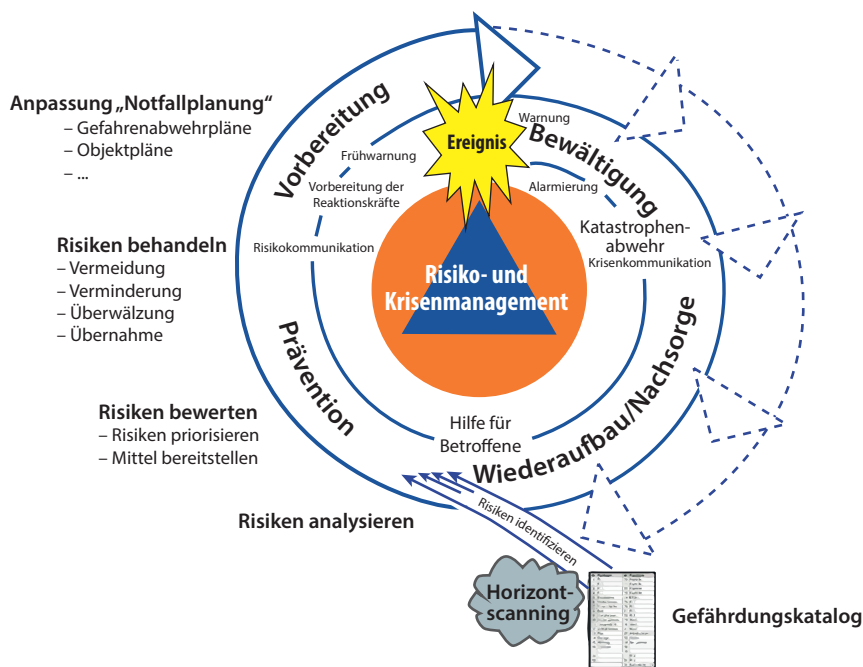 Anpassung „Notfallplanung“
– Gefahrenabwehrpläne
– Objektpläne
– ...
Risiken behandeln
– Vermeidung
– Verminderung
– Überwälzung
– Übernahme
Risiken bewerten
– Risiken priorisieren
– Mittel bereitstellen
Risiken analysieren
Vorbereitung
Prävention
Frühwarnung
Vorbereitung der
Reaktionskräfte
Risikokommunikation
Ereignis
Warnung
Bewältigung
Alarmierung
Katastrophen-
abwehr
Krisenkommunikation
Risiko- und
Krisenmanagement
Hilfe für
Betroffene
Wiederaufbau/Nachsorge
Risiken identifizieren
Horizont-
scanning
Gefährdungskatalog